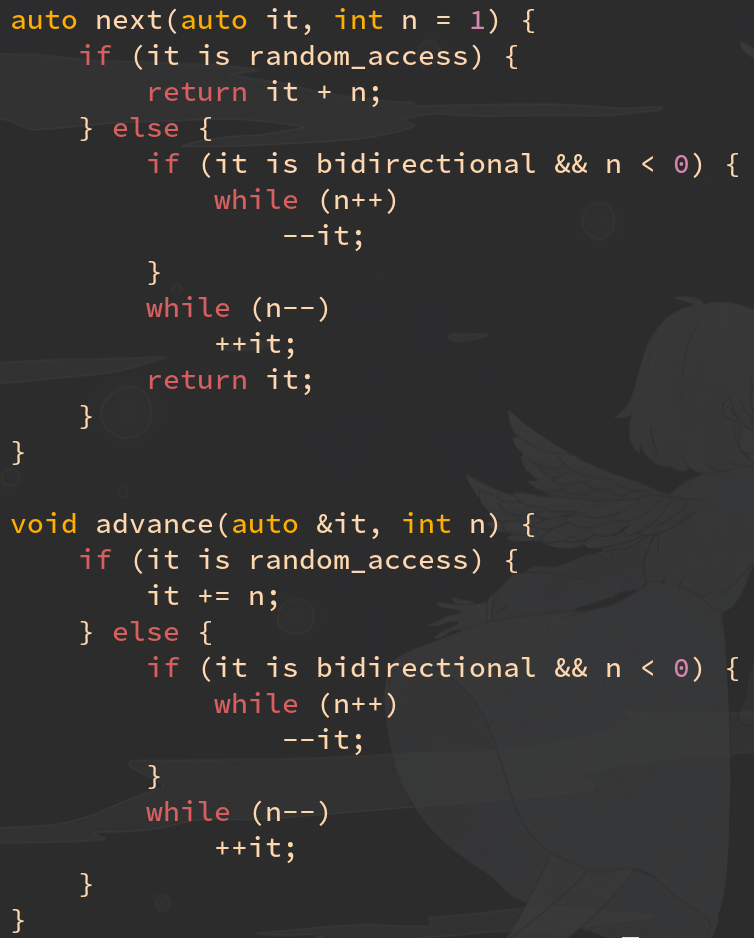 auto next(auto it, int n = 1) {
    if (it is random_access) {
        return it + n;
    } else {
        if (it is bidirectional && n < 0) {
            while (n++)
                --it;
        }
        while (n--)
            ++it;
        return it;
    }
}

void advance(auto &it, int n) {
    if (it is random_access) {
        it += n;
    } else {
        if (it is bidirectional && n < 0) {
            while (n++)
                --it;
        }
        while (n--)
            ++it;
    }
}